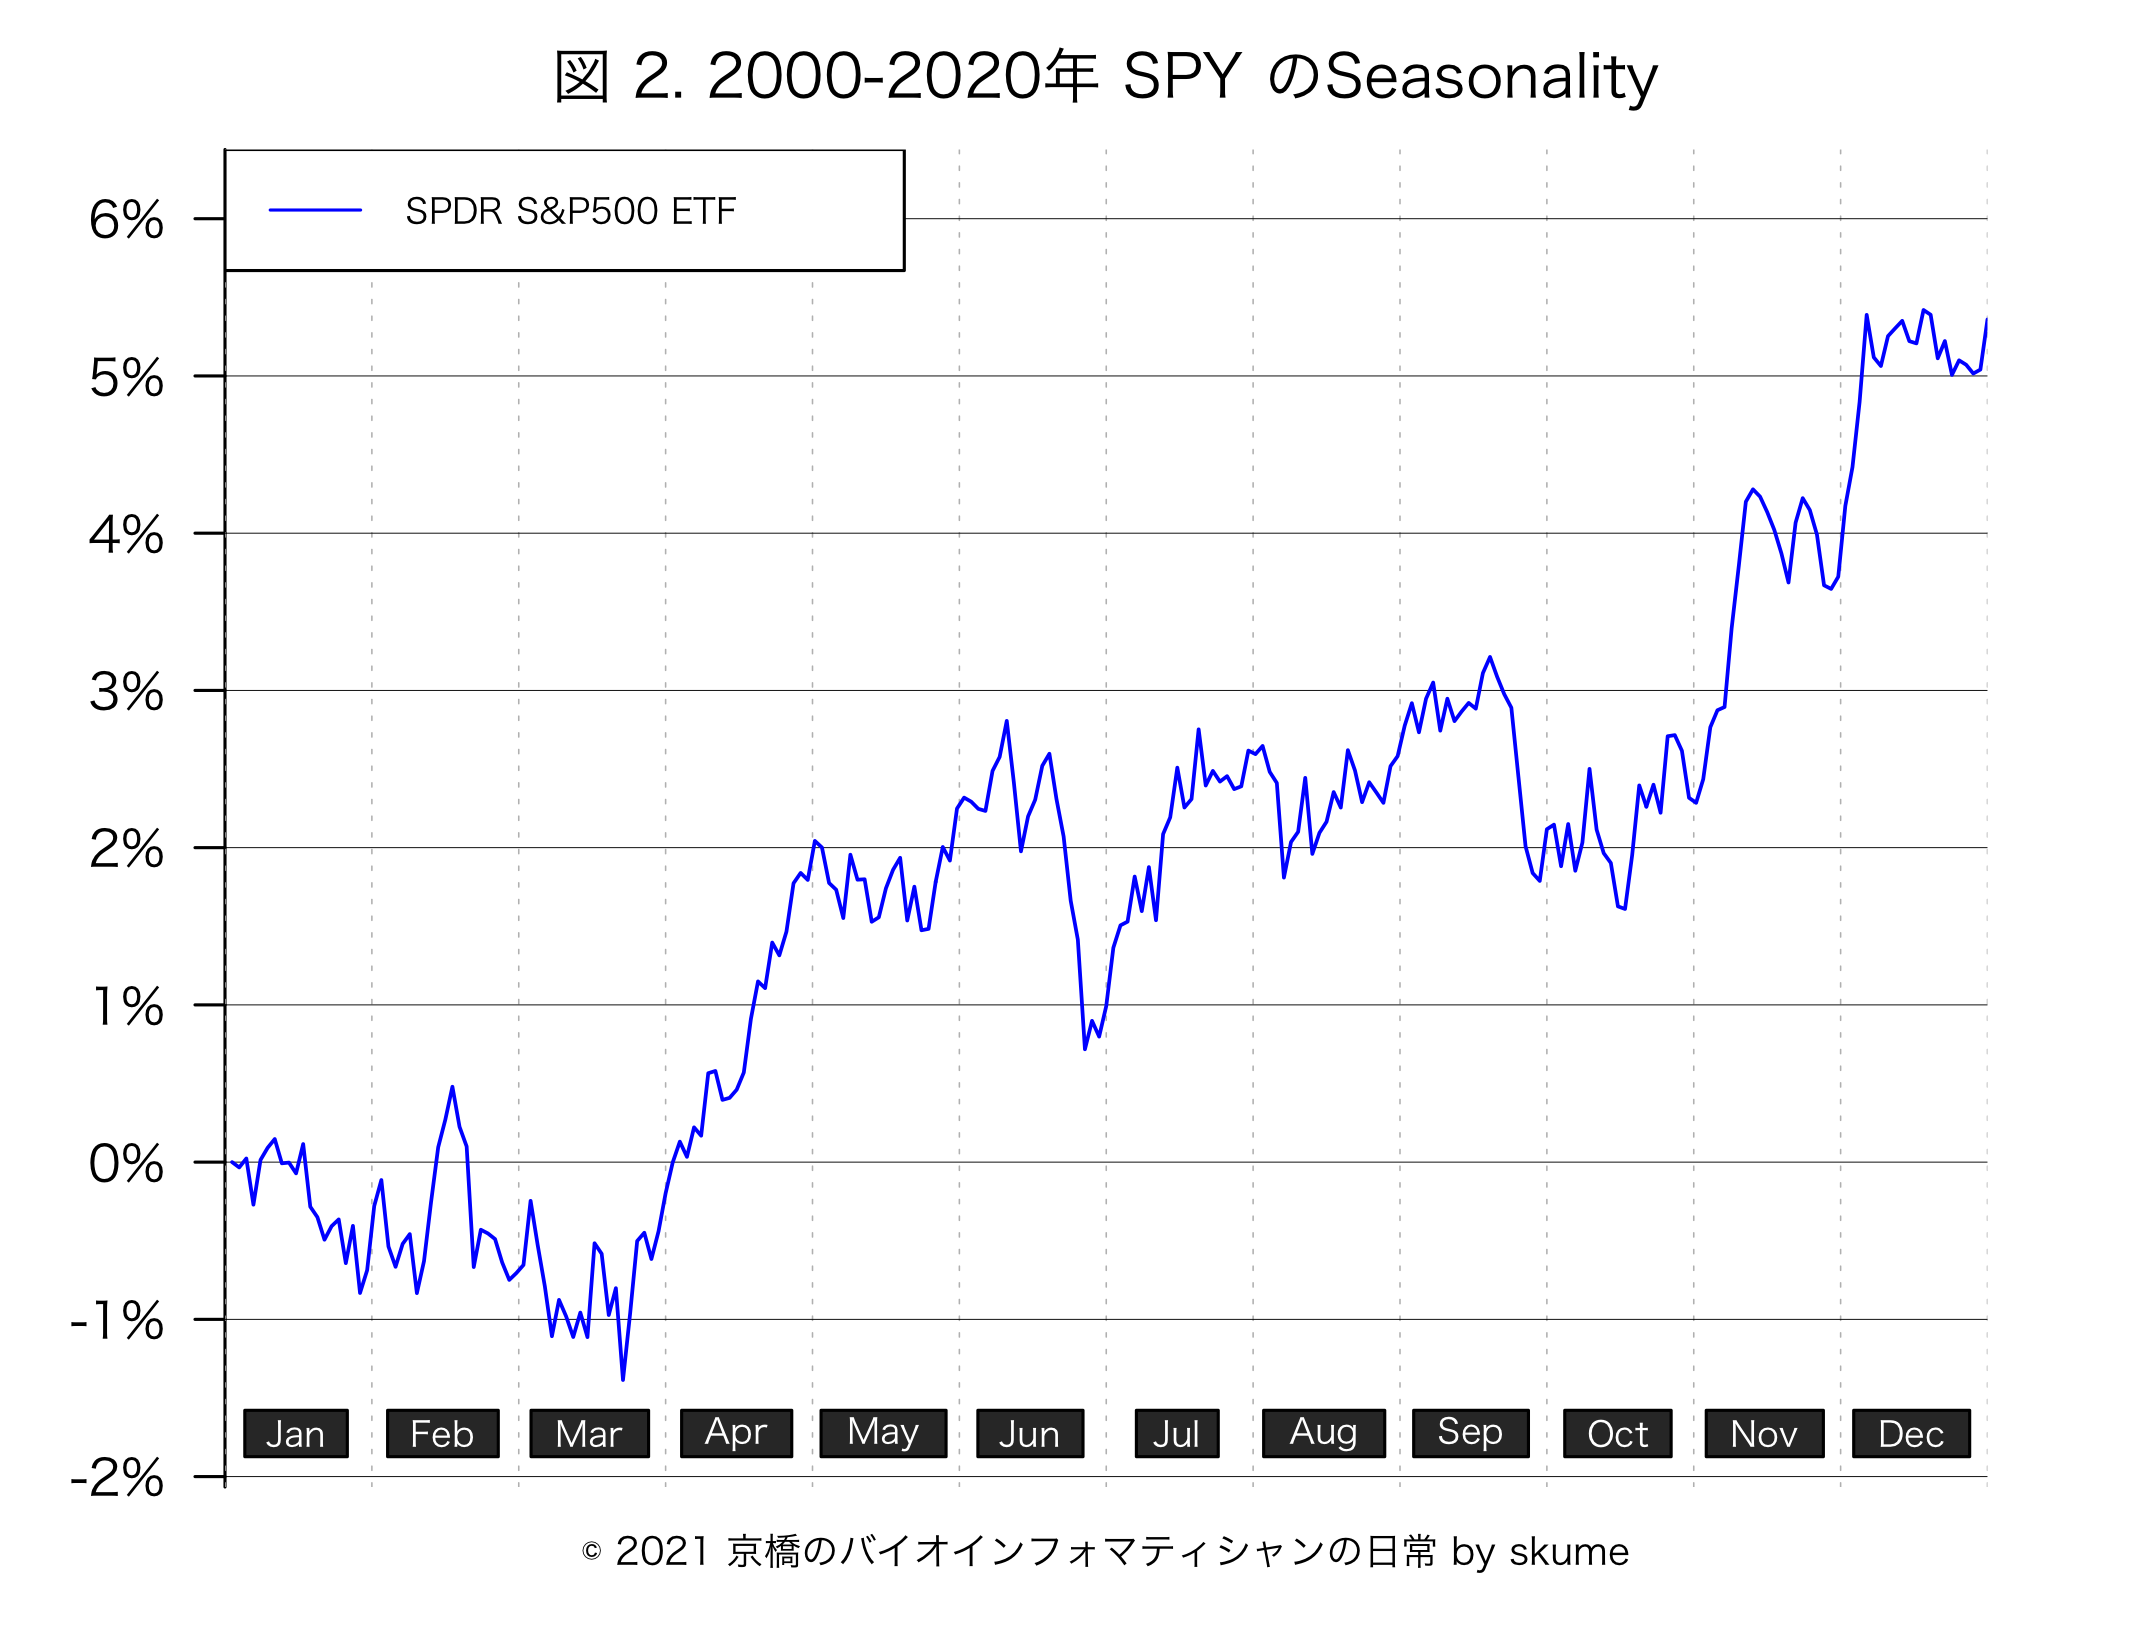 図 2. 2000-2020年 SPY のSeasonality
SPDR S&P500 ETF
6%
5%
4%
3%
2%
1%
0%
-1%
-2%
Jan Feb Mar Apr May Jun Jul Aug Sep Oct Nov Dec
© 2021 京橋のバイオインフォマティシャンの日常 by skume